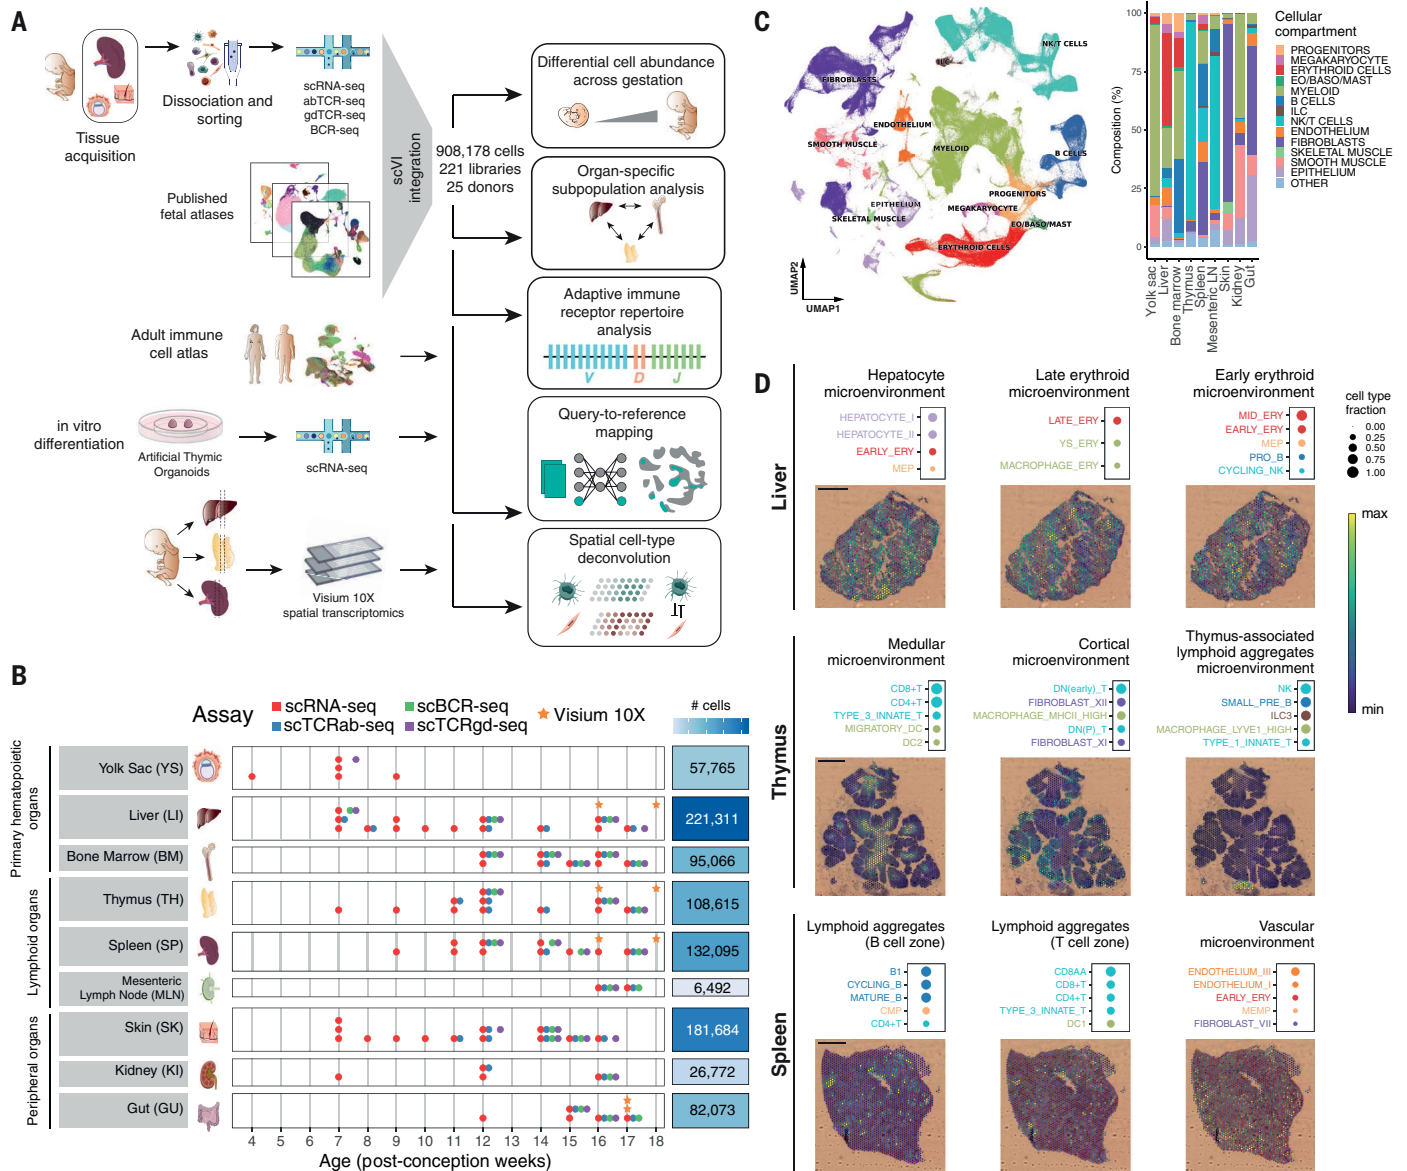 A
Tissue
acquisition
Dissociation and
sorting
scRNA-seq
abTCR-seq
gdTCR-seq
BCR-seq
Published
fetal atlases
scVI
integration
908,178 cells
221 libraries
25 donors
Adult immune
cell atlas
in vitro
differentiation
Artificial Thymic
Organoids
scRNA-seq
Visium 10X
spatial transcriptomics
Differential cell abundance
across gestation
Organ-specific
subpopulation analysis
Adaptive immune
receptor repertoire
analysis
V D J
Query-to-reference
mapping
Spatial cell-type
deconvolution
B
Assay
scRNA-seq
scTCRab-seq
scBCR-seq
scTCRgd-seq
Visium 10X
# cells
Primary hematopoietic
organs
Lymphoid organs
Peripheral organs
Yolk Sac (YS)
57,765
Liver (LI)
221,311
Bone Marrow (BM)
95,066
Thymus (TH)
108,615
Spleen (SP)
132,095
Mesenteric
Lymph Node (MLN)
6,492
Skin (SK)
181,684
Kidney (KI)
26,772
Gut (GU)
82,073
4 5 6 7 8 9 10 11 12 13 14 15 16 17 18
Age (post-conception weeks)
C
NK/T CELLS
ILC
FIBROBLASTS
ENDOTHELIUM
SMOOTH MUSCLE
MYELOID
B CELLS
PROGENITORS
EPITHELIUM
MEGAKARYOCYTE
SKELETAL MUSCLE
EO/BASO/MAST
ERYTHROID CELLS
UMAP2
UMAP1
Composition (%)
100
75
50
25
0
Yolk sac
Liver
Bone marrow
Thymus
Spleen
Mesenteric LN
Skin
Kidney
Gut
Cellular
compartment
PROGENITORS
MEGAKARYOCYTE
ERYTHROID CELLS
EO/BASO/MAST
MYELOID
B CELLS
ILC
NK/T CELLS
ENDOTHELIUM
FIBROBLASTS
SKELETAL MUSCLE
SMOOTH MUSCLE
EPITHELIUM
OTHER
D
Liver
Hepatocyte
microenvironment
HEPATOCYTE_I
HEPATOCYTE_II
EARLY_ERY
MEP
Late erythroid
microenvironment
LATE_ERY
YS_ERY
MACROPHAGE_ERY
Early erythroid
microenvironment
MID_ERY
EARLY_ERY
MEP
PRO_B
CYCLING_NK
cell type
fraction
0.00
0.25
0.50
0.75
1.00
max
min
Thymus
Medullar
microenvironment
CD8+T
CD4+T
TYPE_3_INNATE_T
MIGRATORY_DC
DC2
Cortical
microenvironment
DN(early)_T
FIBROBLAST_XII
MACROPHAGE_MHCII_HIGH
DN(P)_T
FIBROBLAST_XI
Thymus-associated
lymphoid aggregates
microenvironment
NK
SMALL_PRE_B
ILC3
MACROPHAGE_LYVE1_HIGH
TYPE_1_INNATE_T
Spleen
Lymphoid aggregates
(B cell zone)
B1
CYCLING_B
MATURE_B
CMP
CD4+T
Lymphoid aggregates
(T cell zone)
CD8AA
CD8+T
CD4+T
TYPE_3_INNATE_T
DC1
Vascular
microenvironment
ENDOTHELIUM_III
ENDOTHELIUM_I
EARLY_ERY
MEMP
FIBROBLAST_VII